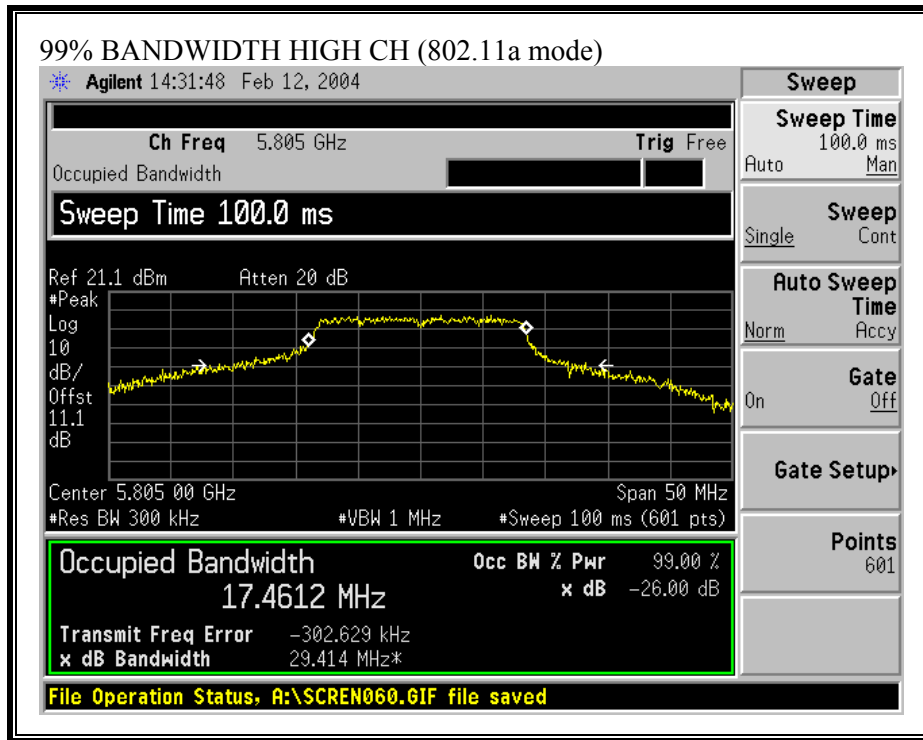 99% BANDWIDTH HIGH CH (802.11a mode)
Agilent 14:31:48 Feb 12, 2004
Ch Freq 5.805 GHz Trig Free
Occupied Bandwidth
Sweep Time 100.0 ms
Ref 21.1 dBm Atten 20 dB
#Peak
Log
10
dB/
Offst
11.1
dB
Center 5.805 00 GHz Span 50 MHz
#Res BW 300 kHz #VBW 1 MHz #Sweep 100 ms (601 pts)
Occupied Bandwidth Occ BW % Pwr 99.00 %
17.4612 MHz x dB -26.00 dB
Transmit Freq Error -302.629 kHz
x dB Bandwidth 29.414 MHz*
File Operation Status, A:\SCREN060.GIF file saved
Sweep
Sweep Time
100.0 ms
Auto Man
Sweep
Single Cont
Auto Sweep
Time
Norm Accy
Gate
On Off
Gate Setup▸
Points
601